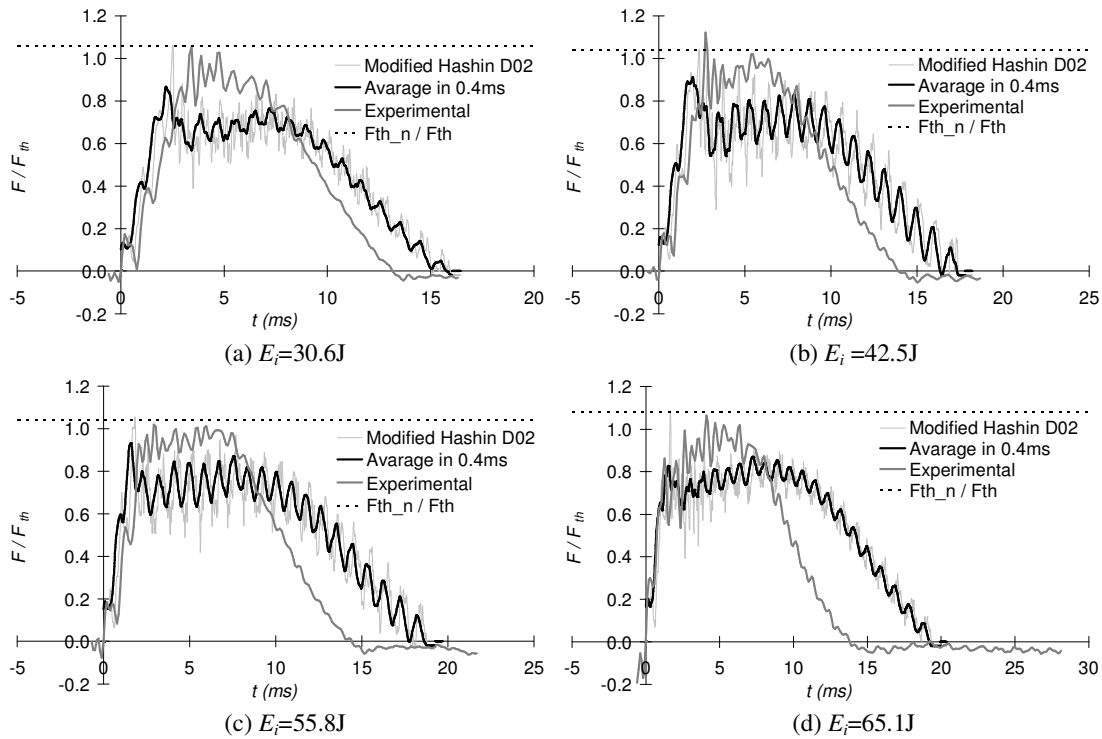 1.2
1.0
0.8
0.6
0.4
0.2
0.0
-0.2
-5 0 5 10 15 20
F / F th
t (ms)
Modified Hashin D02
Avarage in 0.4ms
Experimental
Fth_n / Fth
(a) Ei=30.6J
1.2
1.0
0.8
0.6
0.4
0.2
0.0
-0.2
-5 0 5 10 15 20 25
F / F th
t (ms)
Modified Hashin D02
Avarage in 0.4ms
Experimental
Fth_n / Fth
(b) Ei =42.5J
1.2
1.0
0.8
0.6
0.4
0.2
0.0
-0.2
-5 0 5 10 15 20 25
F / F th
t (ms)
Modified Hashin D02
Avarage in 0.4ms
Experimental
Fth_n / Fth
(c) Ei=55.8J
1.2
1.0
0.8
0.6
0.4
0.2
0.0
-0.2
-5 0 5 10 15 20 25 30
F / F th
t (ms)
Modified Hashin D02
Avarage in 0.4ms
Experimental
Fth_n / Fth
(d) Ei=65.1J